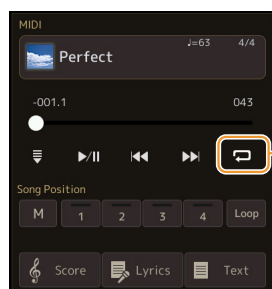 MIDI
♩=63 4/4
Perfect
-001.1 043
Song Position
M 1 2 3 4 Loop
Score Lyrics Text